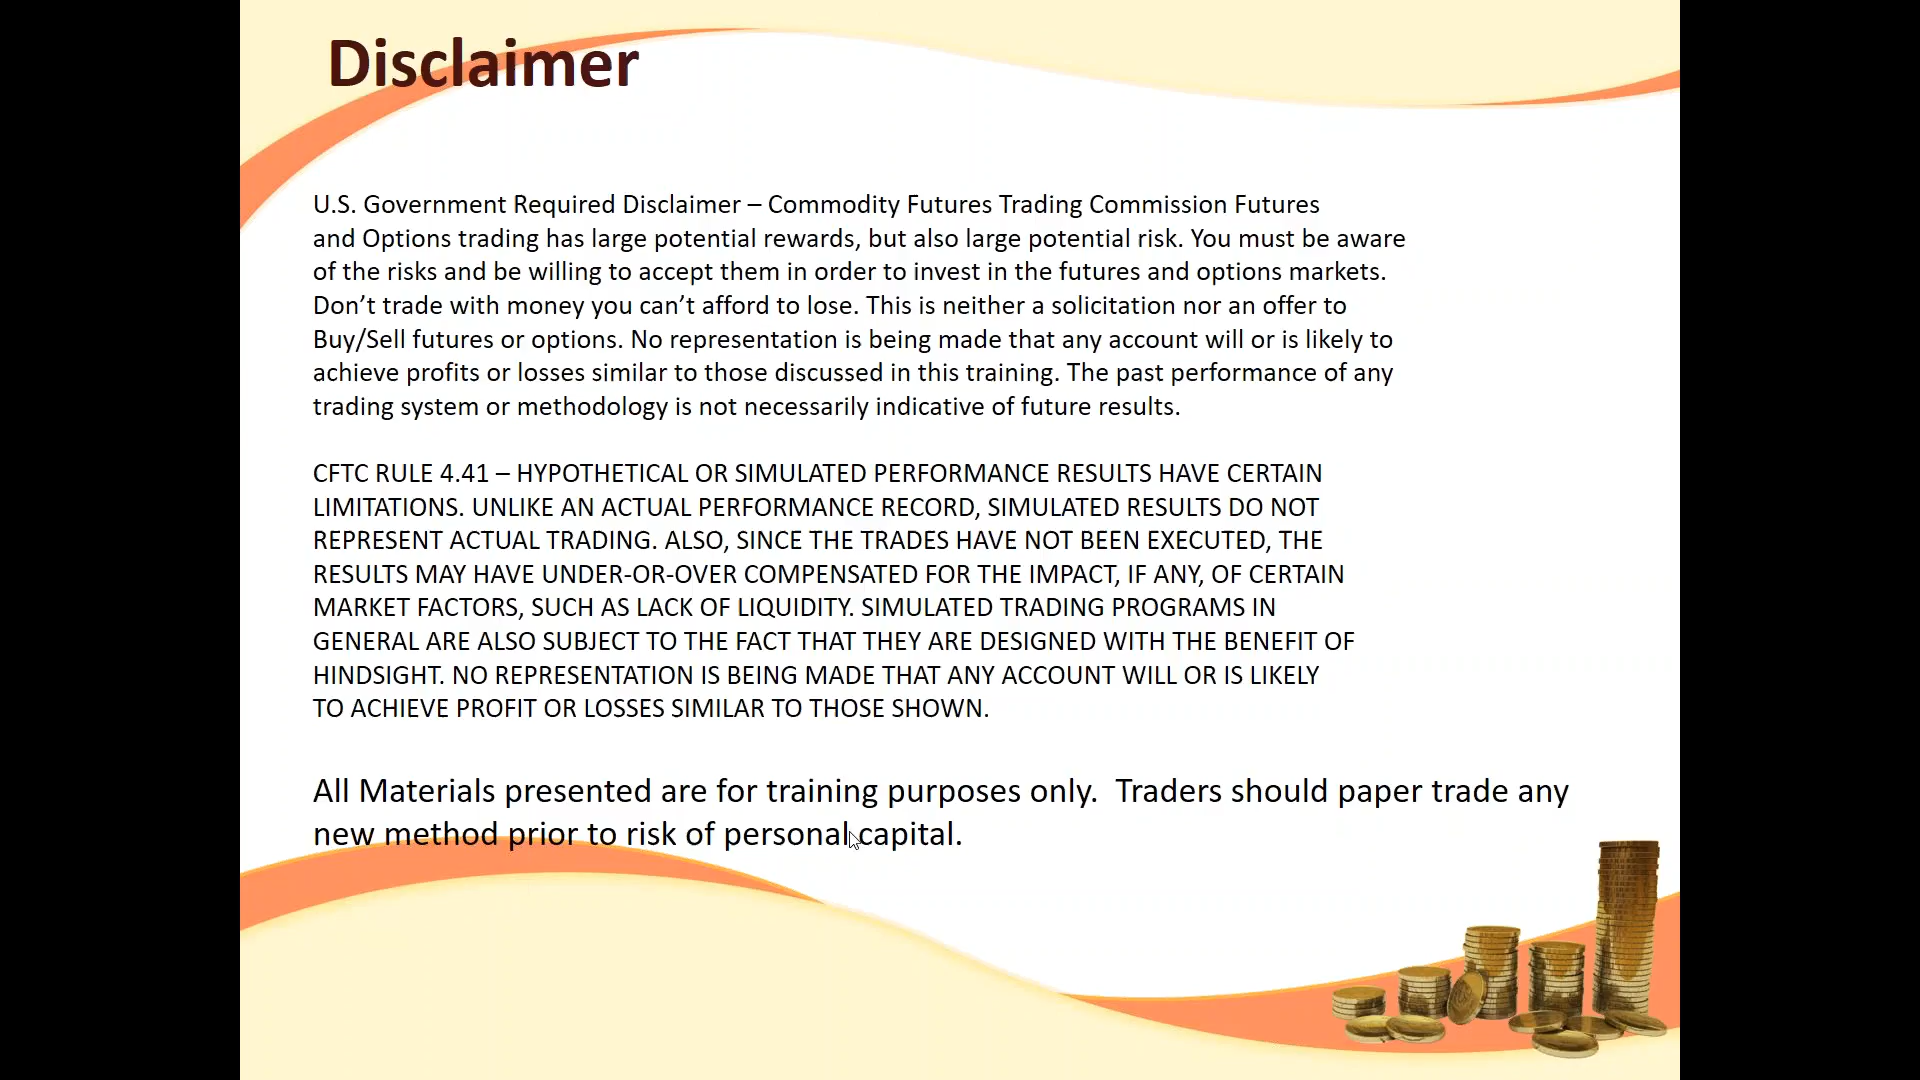 Disclaimer
U.S. Government Required Disclaimer – Commodity Futures Trading Commission Futures
and Options trading has large potential rewards, but also large potential risk. You must be aware
of the risks and be willing to accept them in order to invest in the futures and options markets.
Don’t trade with money you can’t afford to lose. This is neither a solicitation nor an offer to
Buy/Sell futures or options. No representation is being made that any account will or is likely to
achieve profits or losses similar to those discussed in this training. The past performance of any
trading system or methodology is not necessarily indicative of future results.
CFTC RULE 4.41 – HYPOTHETICAL OR SIMULATED PERFORMANCE RESULTS HAVE CERTAIN
LIMITATIONS. UNLIKE AN ACTUAL PERFORMANCE RECORD, SIMULATED RESULTS DO NOT
REPRESENT ACTUAL TRADING. ALSO, SINCE THE TRADES HAVE NOT BEEN EXECUTED, THE
RESULTS MAY HAVE UNDER-OR-OVER COMPENSATED FOR THE IMPACT, IF ANY, OF CERTAIN
MARKET FACTORS, SUCH AS LACK OF LIQUIDITY. SIMULATED TRADING PROGRAMS IN
GENERAL ARE ALSO SUBJECT TO THE FACT THAT THEY ARE DESIGNED WITH THE BENEFIT OF
HINDSIGHT. NO REPRESENTATION IS BEING MADE THAT ANY ACCOUNT WILL OR IS LIKELY
TO ACHIEVE PROFIT OR LOSSES SIMILAR TO THOSE SHOWN.
All Materials presented are for training purposes only.  Traders should paper trade any
new method prior to risk of personal capital.